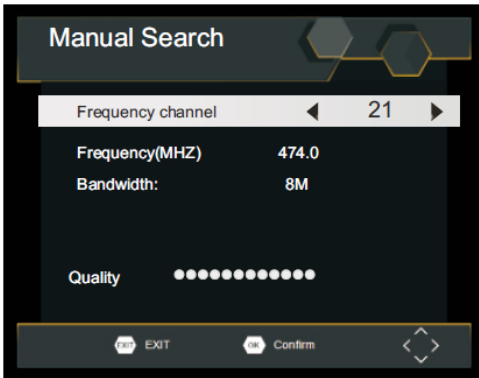 Manual Search
Frequency channel 21
Frequency(MHZ) 474.0
Bandwidth: 8M
Quality
EXIT EXIT OK Confirm